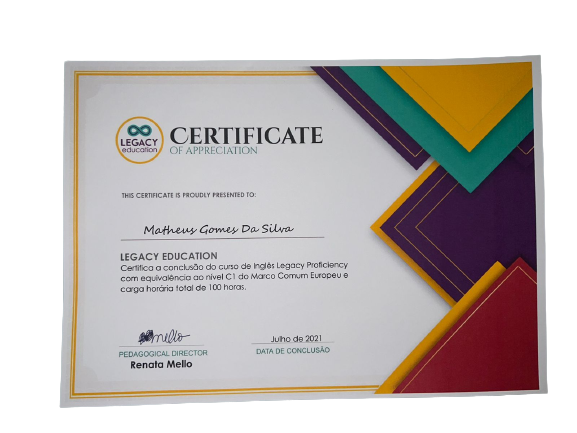 LEGACY
education
CERTIFICATE
OF APPRECIATION
THIS CERTIFICATE IS PROUDLY PRESENTED TO:
Matheus Gomes Da Silva
LEGACY EDUCATION
Certifica a conclusão do curso de Inglês Legacy Proficiency
com equivalência ao nível C1 do Marco Comum Europeu e
carga horária total de 100 horas.
Mello
Julho de 2021
PEDAGOGICAL DIRECTOR
DATA DE CONCLUSÃO
Renata Mello